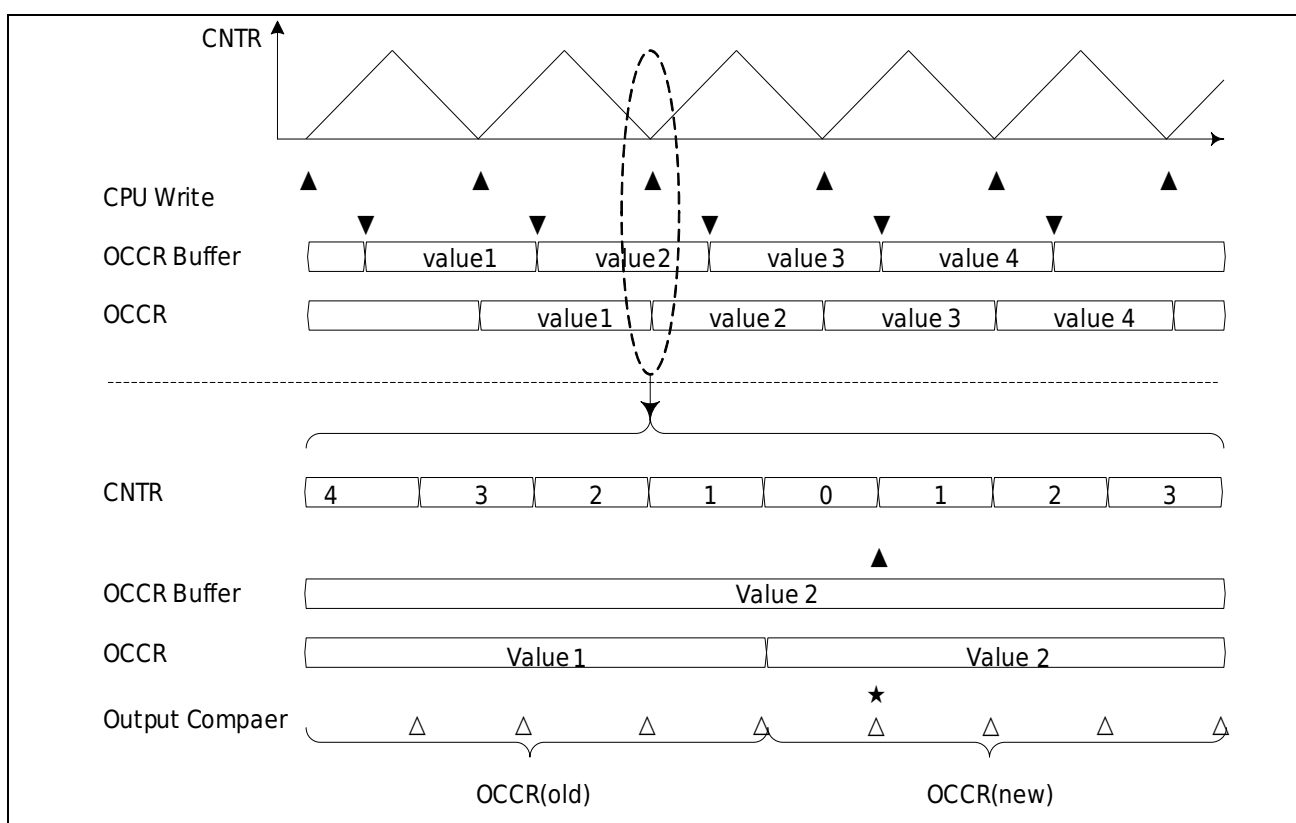 CNTR
CPU Write
OCCR Buffer value1 value2 value 3 value 4
OCCR value1 value 2 value 3 value 4
CNTR 4 3 2 1 0 1 2 3
OCCR Buffer Value 2
OCCR Value1 Value 2
Output Compaer
OCCR(old) OCCR(new)